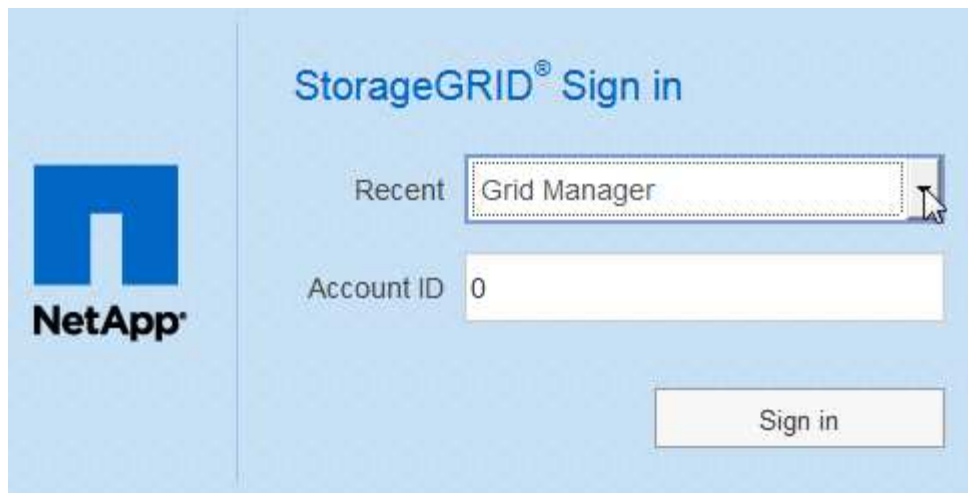 StorageGRID® Sign in
Recent Grid Manager
Account ID 0
NetApp®
Sign in